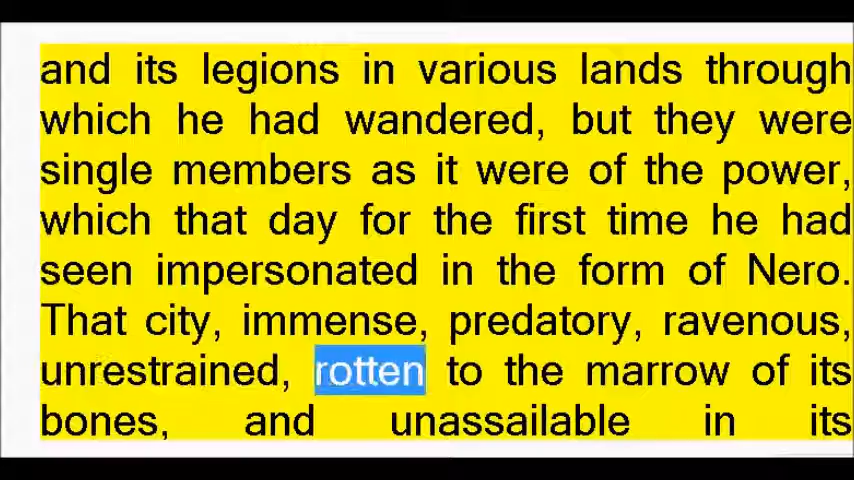 and its legions in various lands through
which he had wandered, but they were
single members as it were of the power,
which that day for the first time he had
seen impersonated in the form of Nero.
That city, immense, predatory, ravenous,
unrestrained, rotten to the marrow of its
bones, and unassailable in its